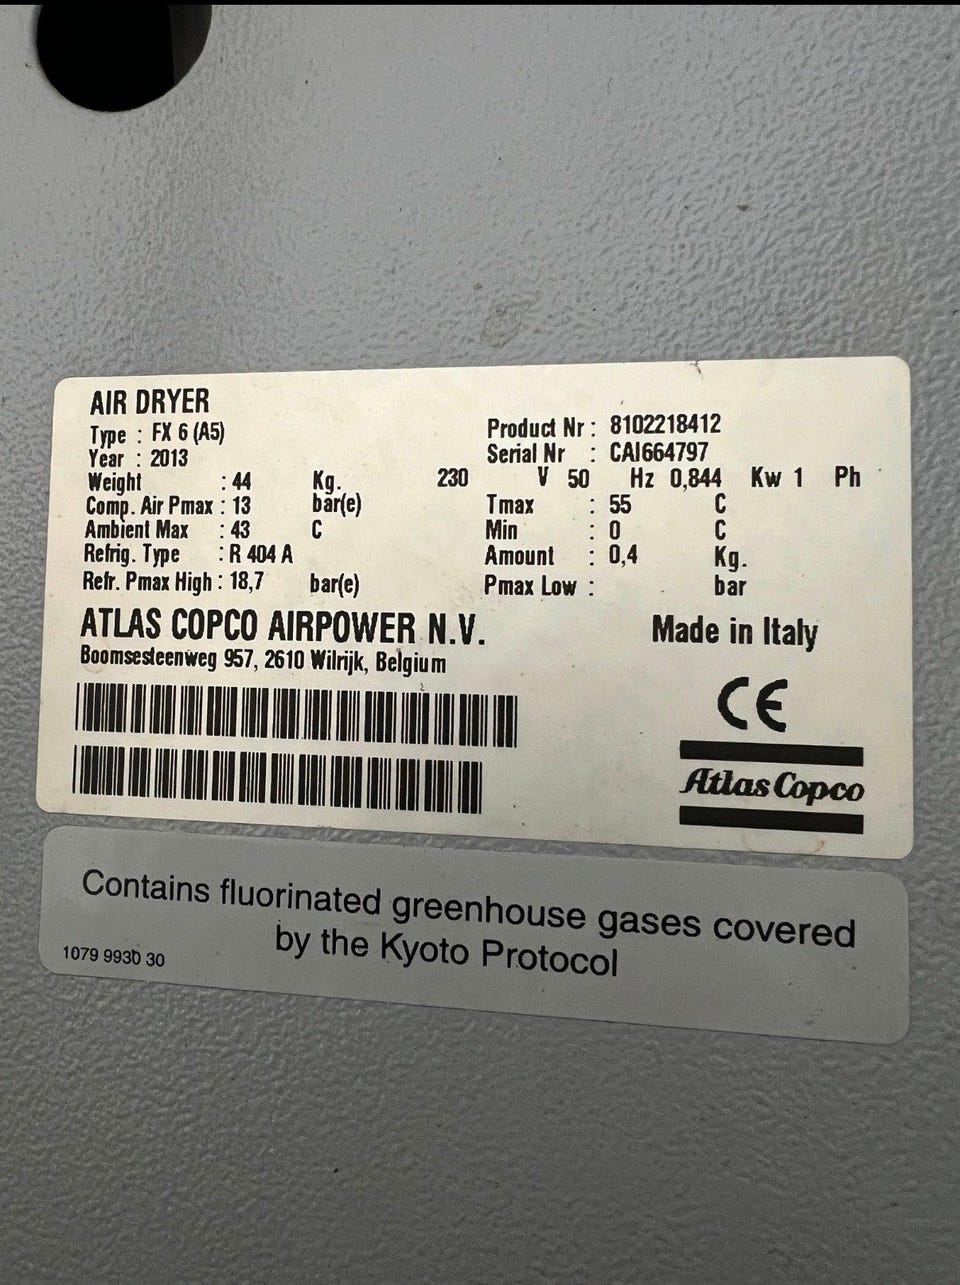 AIR DRYER
Type : FX 6 (A5)
Product Nr : 8102218412
Year : 2013
Serial Nr : CAI664797
Weight : 44 Kg. 230 V 50 Hz 0,844 Kw 1 Ph
Comp. Air Pmax : 13 bar(e) Tmax : 55 C
Ambient Max : 43 C Min : 0 C
Refrig. Type : R 404 A Amount : 0,4 Kg.
Refr. Pmax High : 18,7 bar(e) Pmax Low : bar
ATLAS COPCO AIRPOWER N.V.
Made in Italy
Boomsesteenweg 957, 2610 Wilrijk, Belgium
CE
Atlas Copco
Contains fluorinated greenhouse gases covered
by the Kyoto Protocol
1079 9930 30